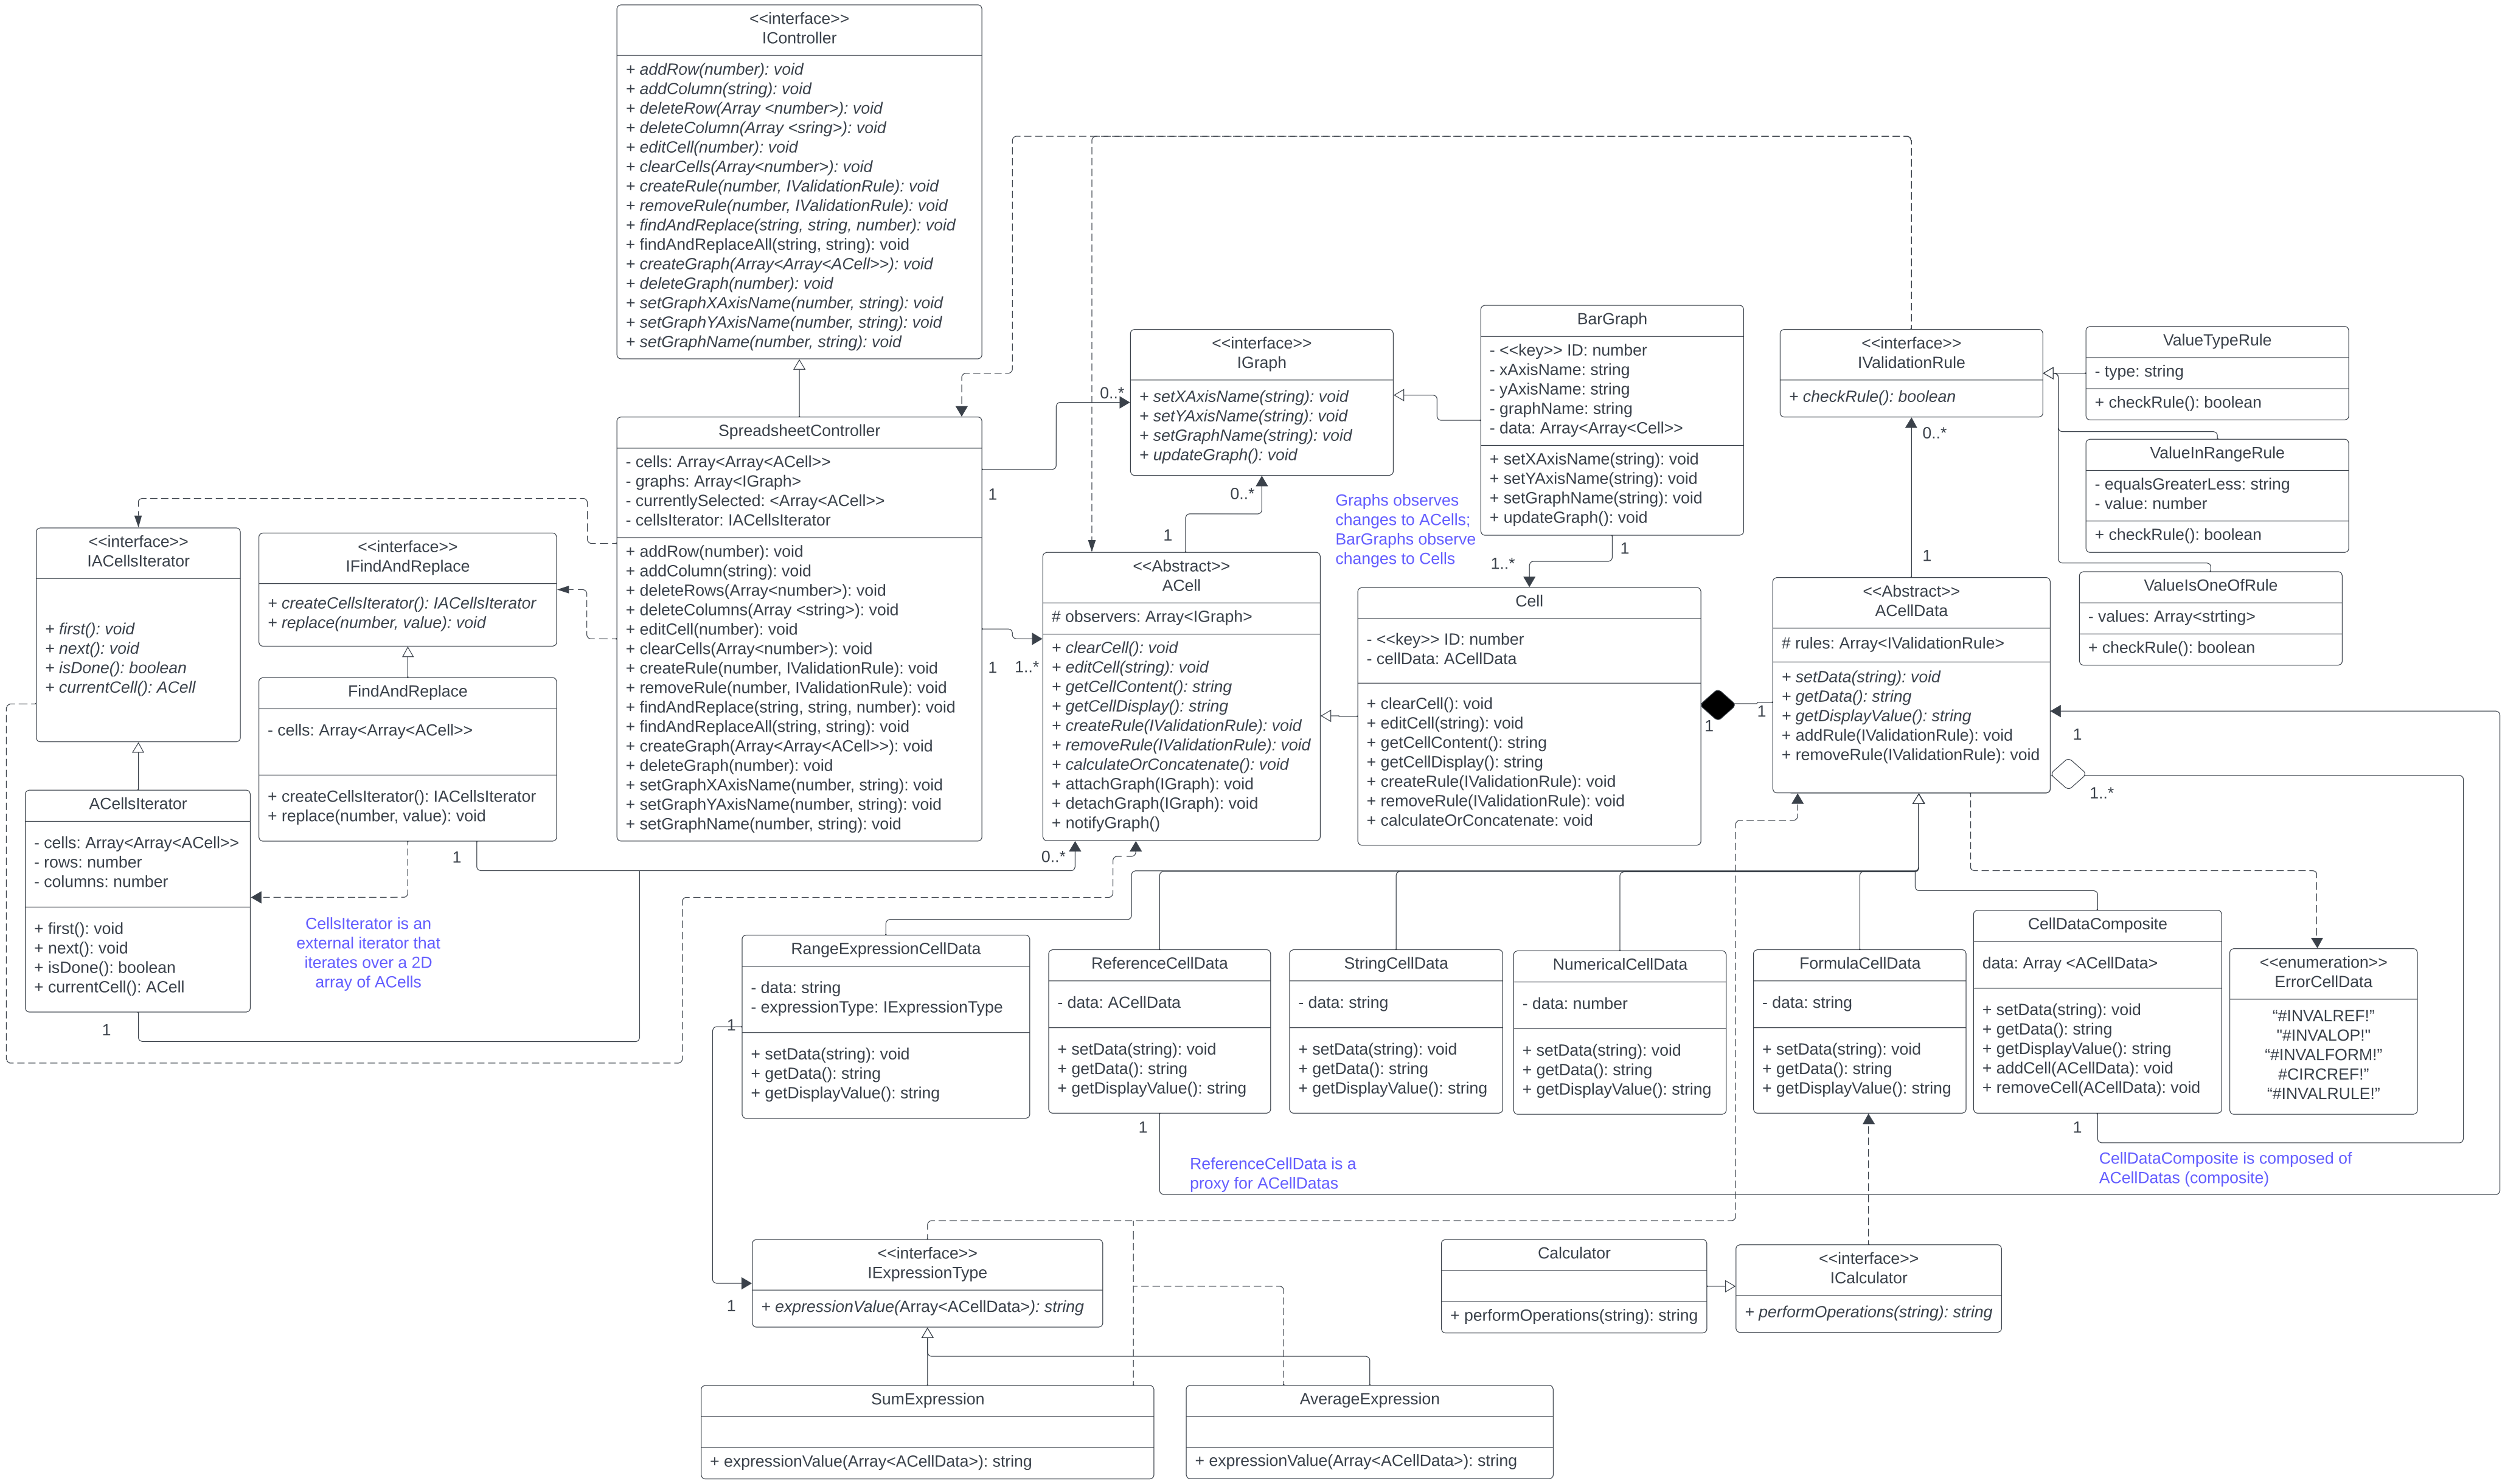 <<interface>>
IController
+ addRow(number): void
+ addColumn(string): void
+ deleteRow(Array <number>): void
+ deleteColumn(Array <sring>): void
+ editCell(number): void
+ clearCells(Array<number>): void
+ createRule(number, IValidationRule): void
+ removeRule(number, IValidationRule): void
+ findAndReplace(string, string, number): void
+ findAndReplaceAll(string, string): void
+ createGraph(Array<Array<ACell>>): void
+ deleteGraph(number): void
+ setGraphXAxisName(number, string): void
+ setGraphYAxisName(number, string): void
+ setGraphName(number, string): void
SpreadsheetController
- cells: Array<Array<ACell>>
- graphs: Array<IGraph>
- currentlySelected: <Array<ACell>>
- cellsIterator: IACellsIterator
+ addRow(number): void
+ addColumn(string): void
+ deleteRows(Array<number>): void
+ deleteColumns(Array <string>): void
+ editCell(number): void
+ clearCells(Array<number>): void
+ createRule(number, IValidationRule): void
+ removeRule(number, IValidationRule): void
+ findAndReplace(string, string, number): void
+ findAndReplaceAll(string, string): void
+ createGraph(Array<Array<ACell>>): void
+ deleteGraph(number): void
+ setGraphXAxisName(number, string): void
+ setGraphYAxisName(number, string): void
+ setGraphName(number, string): void
1
0..*
1
1..*
<<interface>>
IGraph
+ setXAxisName(string): void
+ setYAxisName(string): void
+ setGraphName(string): void
+ updateGraph(): void
0..*
1
BarGraph
- <<key>> ID: number
- xAxisName: string
- yAxisName: string
- graphName: string
- data: Array<Array<Cell>>
+ setXAxisName(string): void
+ setYAxisName(string): void
+ setGraphName(string): void
+ updateGraph(): void
1
1..*
Graphs observes
changes to ACells;
BarGraphs observe
changes to Cells
<<interface>>
IValidationRule
+ checkRule(): boolean
0..*
1
ValueTypeRule
- type: string
+ checkRule(): boolean
ValueInRangeRule
- equalsGreaterLess: string
- value: number
+ checkRule(): boolean
ValueIsOneOfRule
- values: Array<strting>
+ checkRule(): boolean
<<interface>>
IACellsIterator
+ first(): void
+ next(): void
+ isDone(): boolean
+ currentCell(): ACell
<<interface>>
IFindAndReplace
+ createCellsIterator(): IACellsIterator
+ replace(number, value): void
FindAndReplace
- cells: Array<Array<ACell>>
+ createCellsIterator(): IACellsIterator
+ replace(number, value): void
1
0..*
ACellsIterator
- cells: Array<Array<ACell>>
- rows: number
- columns: number
+ first(): void
+ next(): void
+ isDone(): boolean
+ currentCell(): ACell
1
CellsIterator is an
external iterator that
iterates over a 2D
array of ACells
<<Abstract>>
ACell
# observers: Array<IGraph>
+ clearCell(): void
+ editCell(string): void
+ getCellContent(): string
+ getCellDisplay(): string
+ createRule(IValidationRule): void
+ removeRule(IValidationRule): void
+ calculateOrConcatenate(): void
+ attachGraph(IGraph): void
+ detachGraph(IGraph): void
+ notifyGraph()
Cell
- <<key>> ID: number
- cellData: ACellData
+ clearCell(): void
+ editCell(string): void
+ getCellContent(): string
+ getCellDisplay(): string
+ createRule(IValidationRule): void
+ removeRule(IValidationRule): void
+ calculateOrConcatenate: void
1
1
<<Abstract>>
ACellData
# rules: Array<IValidationRule>
+ setData(string): void
+ getData(): string
+ getDisplayValue(): string
+ addRule(IValidationRule): void
+ removeRule(IValidationRule): void
1
1..*
RangeExpressionCellData
- data: string
- expressionType: IExpressionType
+ setData(string): void
+ getData(): string
+ getDisplayValue(): string
1
ReferenceCellData
- data: ACellData
+ setData(string): void
+ getData(): string
+ getDisplayValue(): string
1
ReferenceCellData is a
proxy for ACellDatas
StringCellData
- data: string
+ setData(string): void
+ getData(): string
+ getDisplayValue(): string
NumericalCellData
- data: number
+ setData(string): void
+ getData(): string
+ getDisplayValue(): string
FormulaCellData
- data: string
+ setData(string): void
+ getData(): string
+ getDisplayValue(): string
CellDataComposite
data: Array <ACellData>
+ setData(string): void
+ getData(): string
+ getDisplayValue(): string
+ addCell(ACellData): void
+ removeCell(ACellData): void
1
CellDataComposite is composed of
ACellDatas (composite)
<<enumeration>>
ErrorCellData
“#INVALREF!”
"#INVALOP!"
“#INVALFORM!”
#CIRCREF!”
“#INVALRULE!”
<<interface>>
IExpressionType
+ expressionValue(Array<ACellData>): string
1
Calculator
+ performOperations(string): string
<<interface>>
ICalculator
+ performOperations(string): string
SumExpression
+ expressionValue(Array<ACellData>): string
AverageExpression
+ expressionValue(Array<ACellData>): string